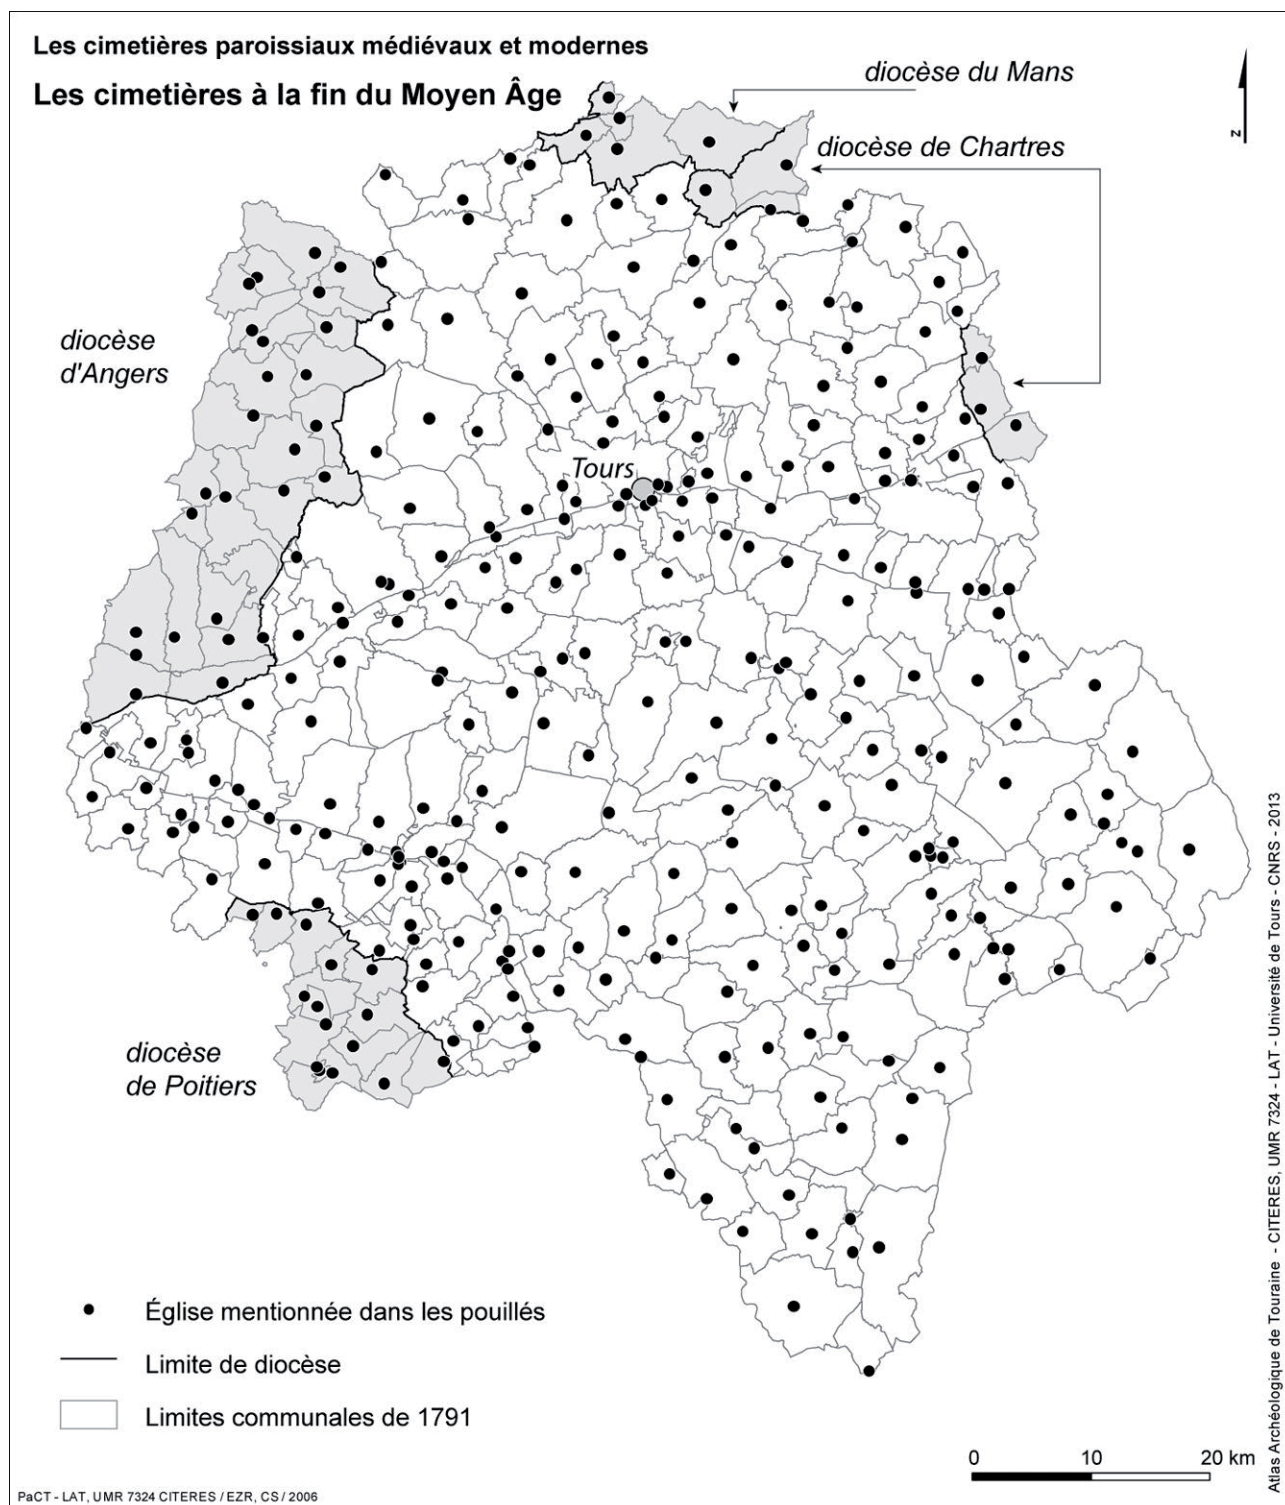 Les cimetières paroissiaux médiévaux et modernes
Les cimetières à la fin du Moyen Âge
diocèse du Mans
diocèse de Chartres
N
diocèse
d'Angers
Tours
diocèse
de Poitiers
Église mentionnée dans les pouillés
Limite de diocèse
Limites communales de 1791
0 10 20 km
PaCT - LAT, UMR 7324 CITERES / EZR, CS / 2006
Atlas Archéologique de Touraine - CITERES, UMR 7324 - LAT - Université de Tours - CNRS - 2013